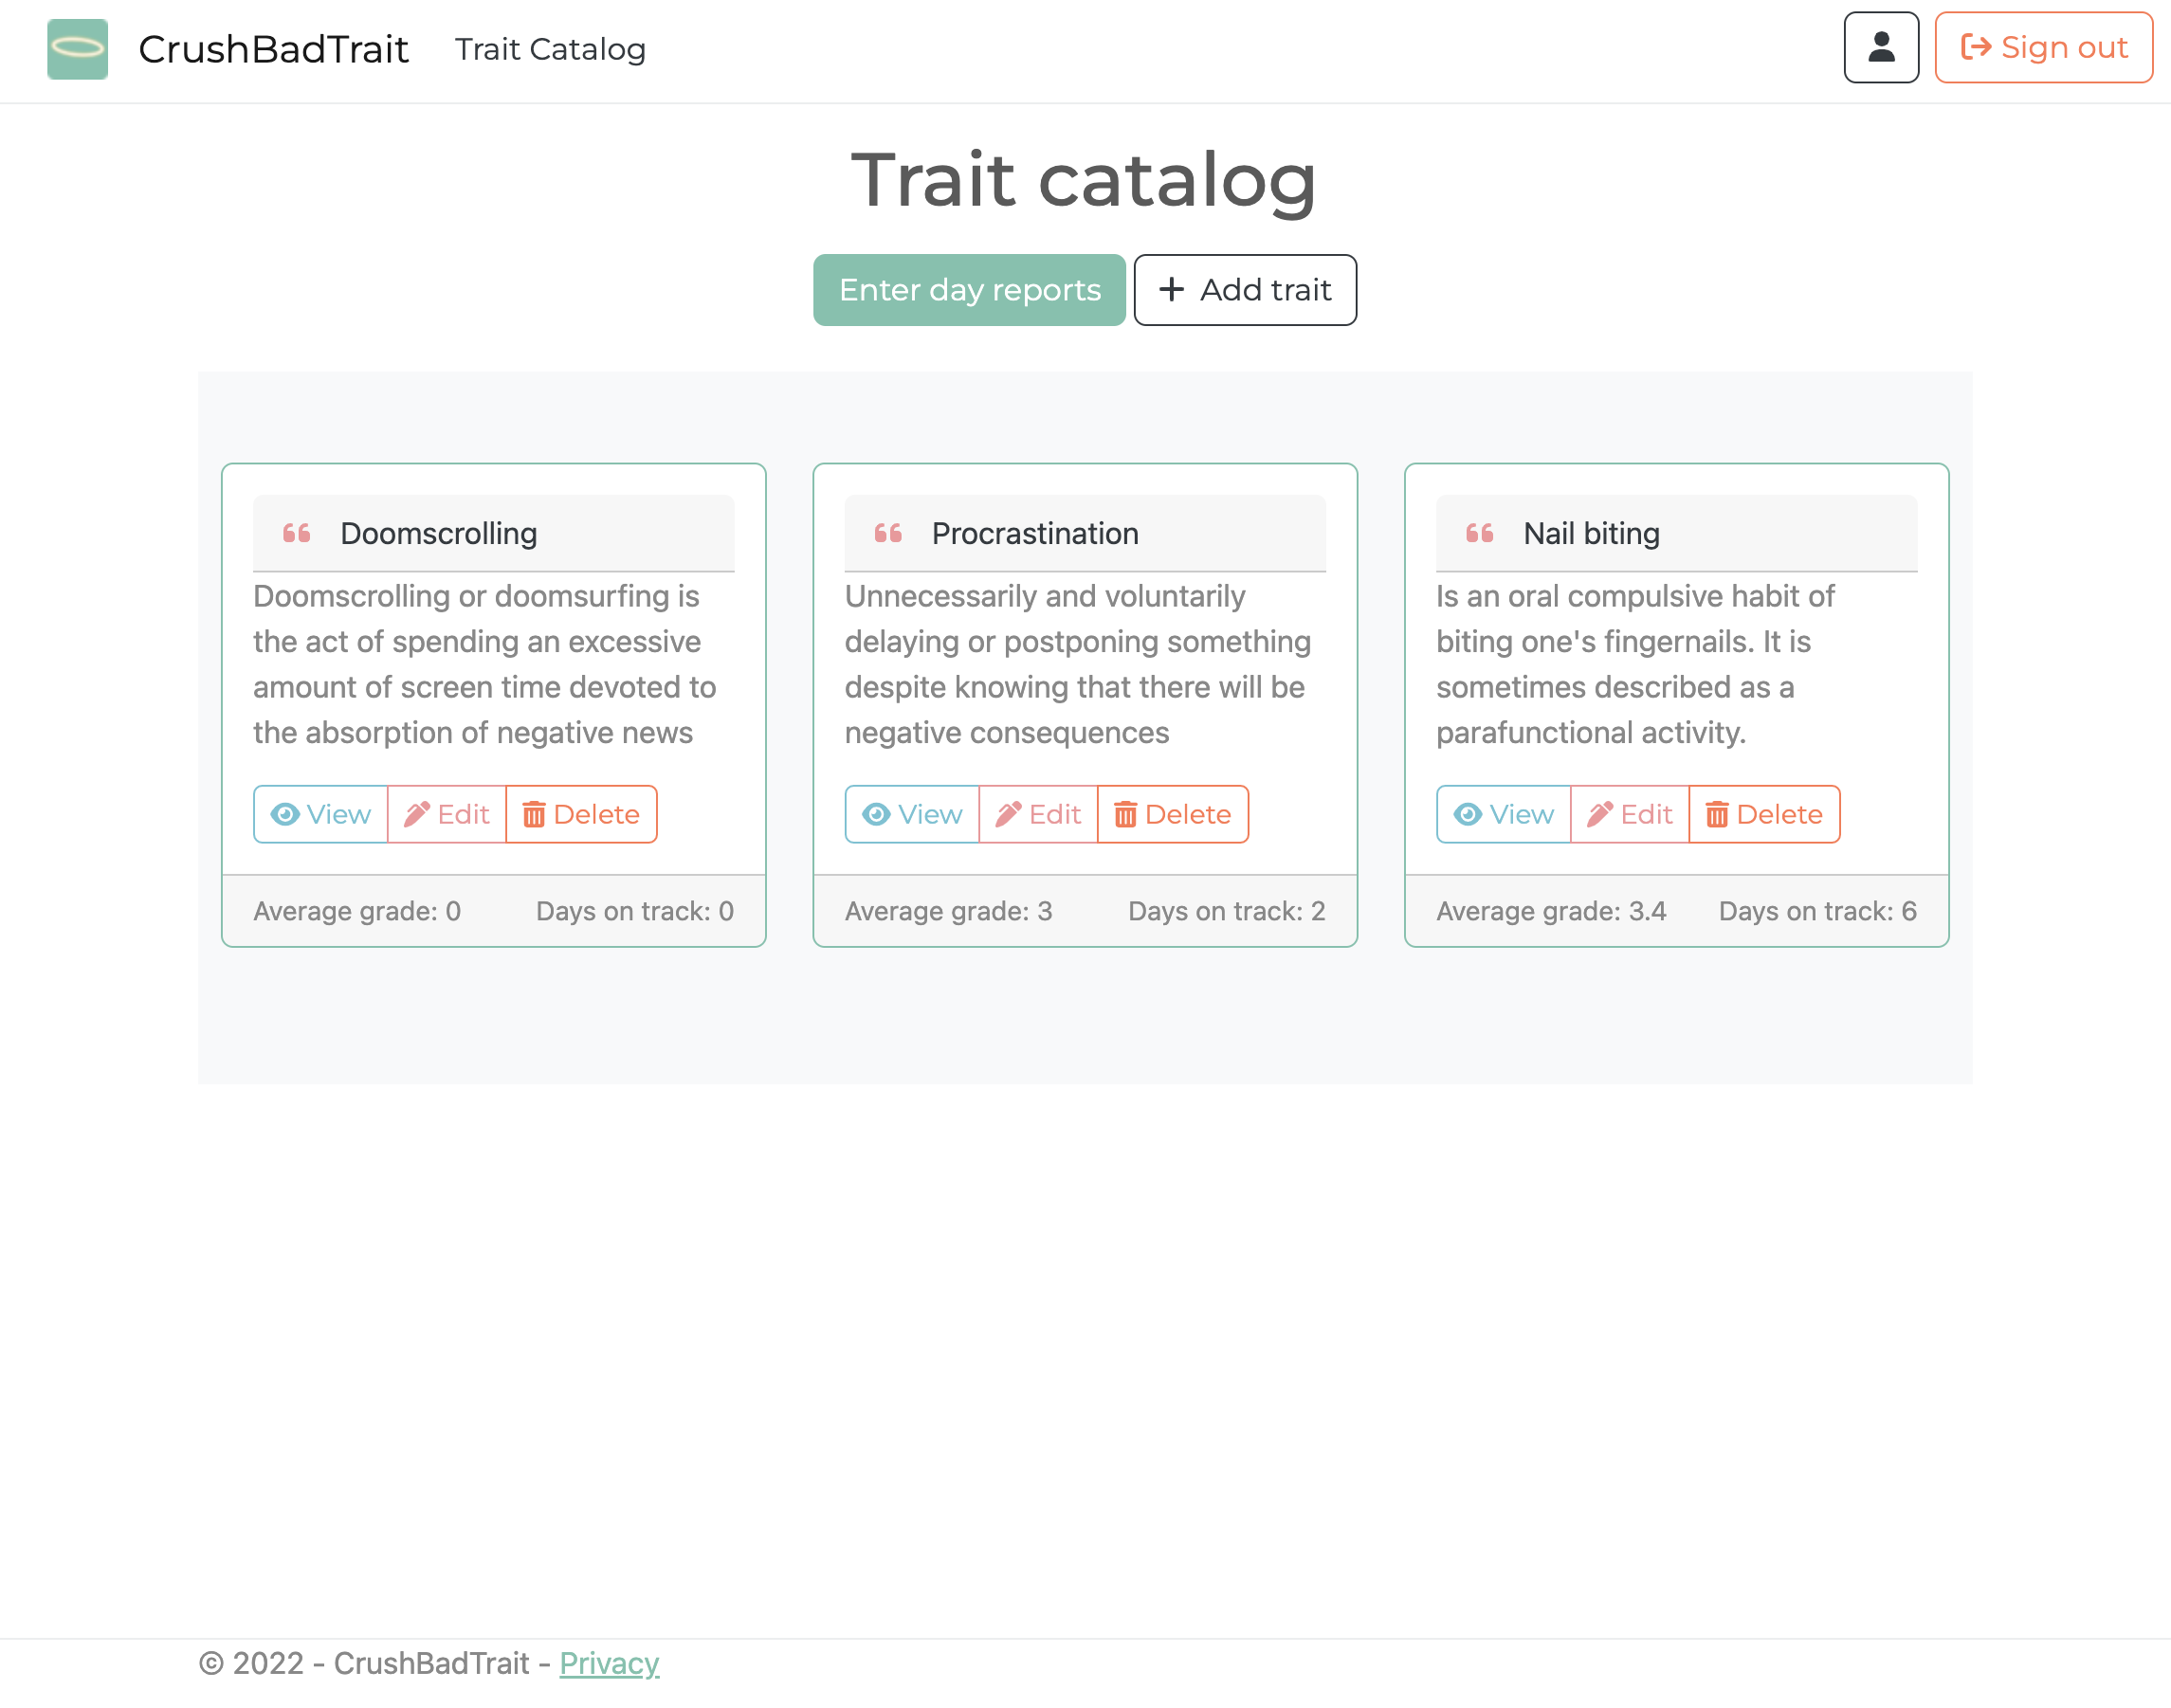 CrushBadTrait Trait Catalog Sign out
Trait catalog
Enter day reports + Add trait
Doomscrolling
Doomscrolling or doomsurfing is
the act of spending an excessive
amount of screen time devoted to
the absorption of negative news
View Edit Delete
Average grade: 0 Days on track: 0
Procrastination
Unnecessarily and voluntarily
delaying or postponing something
despite knowing that there will be
negative consequences
View Edit Delete
Average grade: 3 Days on track: 2
Nail biting
Is an oral compulsive habit of
biting one's fingernails. It is
sometimes described as a
parafunctional activity.
View Edit Delete
Average grade: 3.4 Days on track: 6
© 2022 - CrushBadTrait - Privacy